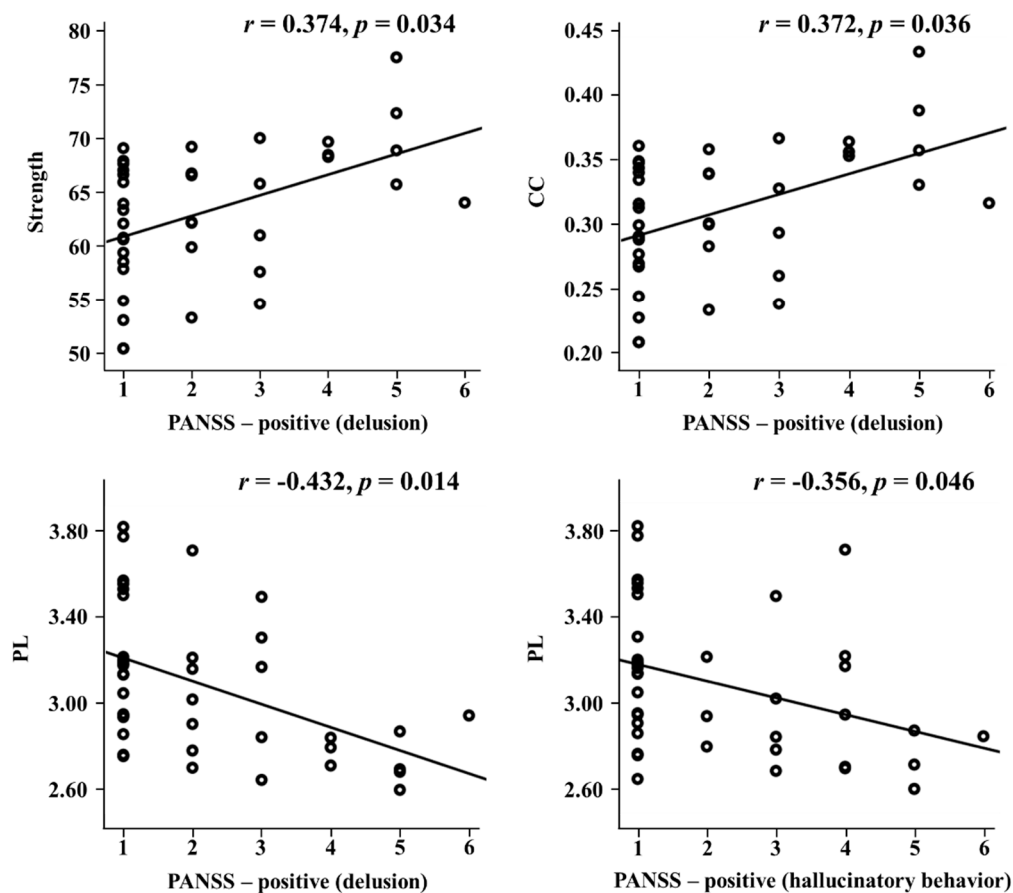 r = 0.374, p = 0.034
80
75
70
65
60
55
50
Strength
1 2 3 4 5 6
PANSS – positive (delusion)
r = 0.372, p = 0.036
0.45
0.40
0.35
0.30
0.25
0.20
CC
1 2 3 4 5 6
PANSS – positive (delusion)
r = -0.432, p = 0.014
3.80
3.40
3.00
2.60
PL
1 2 3 4 5 6
PANSS – positive (delusion)
r = -0.356, p = 0.046
3.80
3.40
3.00
2.60
PL
1 2 3 4 5 6
PANSS – positive (hallucinatory behavior)